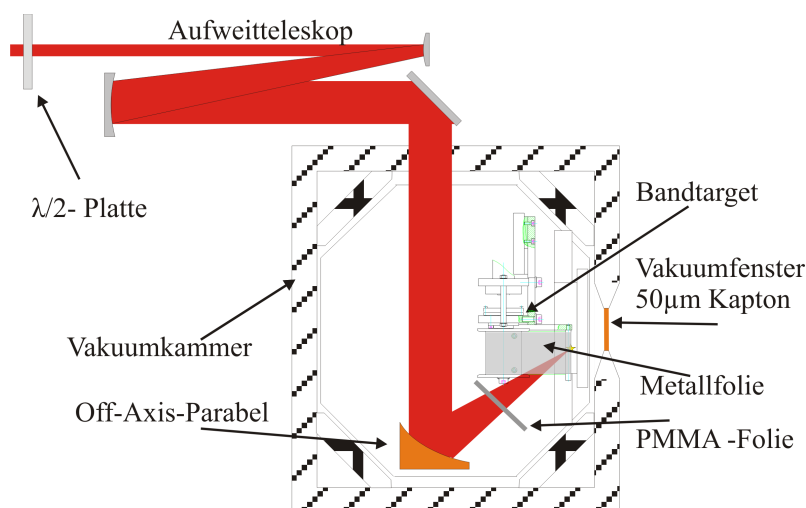 Aufweitteleskop
λ/2- Platte
Bandtarget
Vakuumfenster
50µm Kapton
Vakuumkammer
Metallfolie
Off-Axis-Parabel
PMMA -Folie